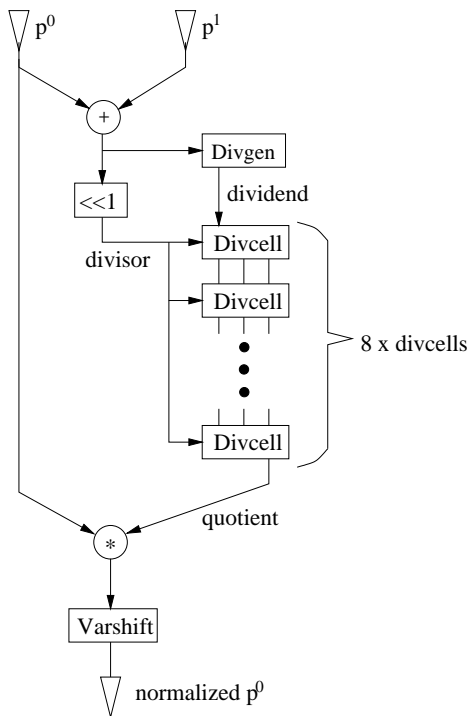 p⁰
p¹
+
Divgen
<<1
dividend
divisor
Divcell
Divcell
8 x divcells
Divcell
quotient
*
Varshift
normalized p⁰